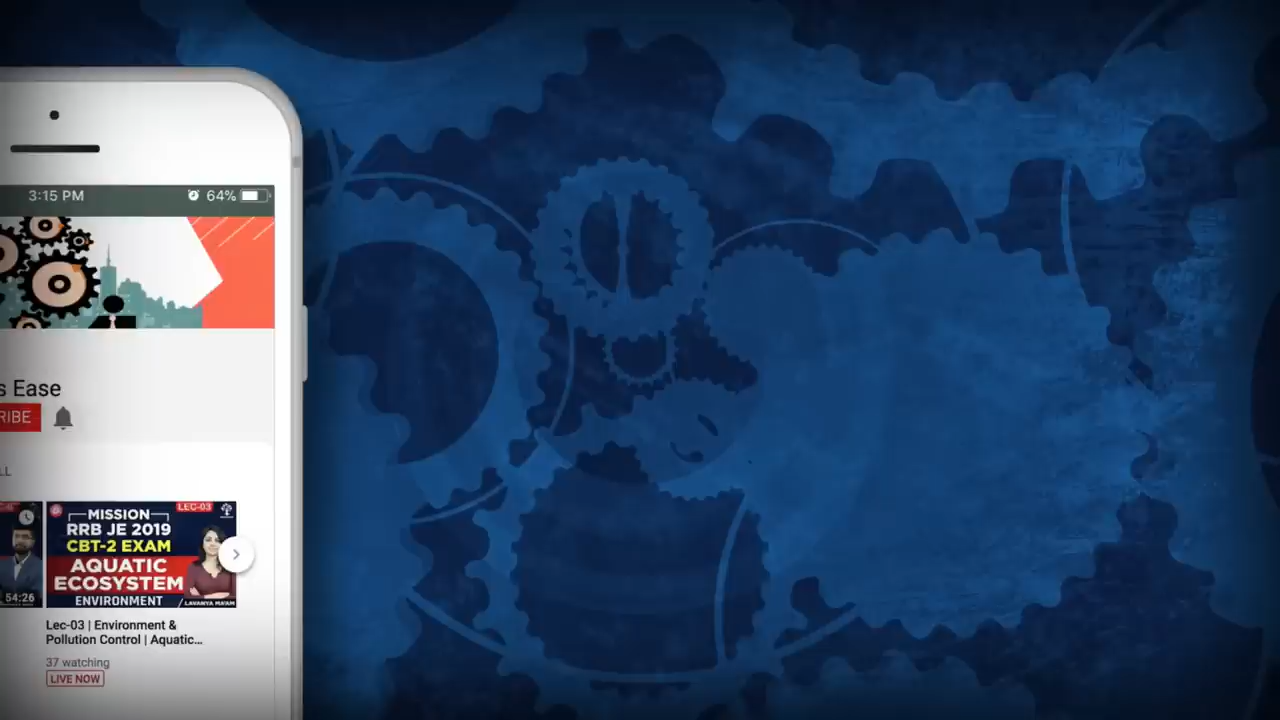 3:15 PM
64%
s Ease
RIBE
LL
54:26
LEC-03
MISSION
RRB JE 2019
CBT-2 EXAM
AQUATIC
ECOSYSTEM
ENVIRONMENT
LAVANYA MA'AM
Lec-03 | Environment &
Pollution Control | Aquatic...
37 watching
LIVE NOW